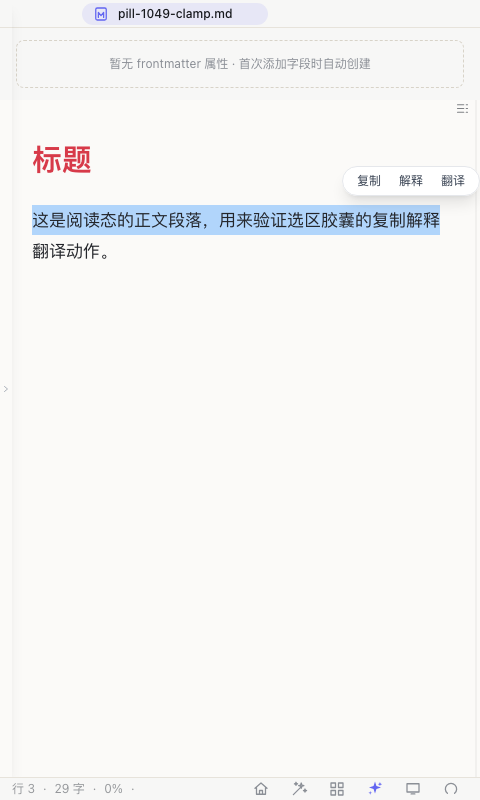 pill-1049-clamp.md
暂无 frontmatter 属性 · 首次添加字段时自动创建
标题
复制 解释 翻译
这是阅读态的正文段落，用来验证选区胶囊的复制解释
翻译动作。
行 3 · 29 字 · 0% ·